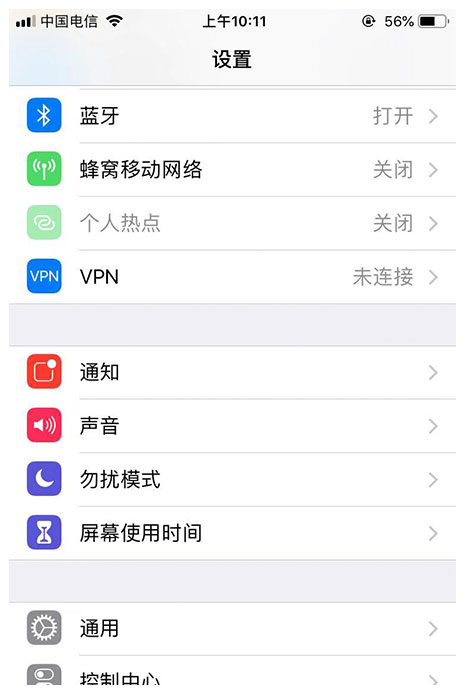 中国电信 上午10:11 56%
设置
蓝牙 打开
蜂窝移动网络 关闭
个人热点 关闭
VPN VPN 未连接
通知
声音
勿扰模式
屏幕使用时间
通用
控制中心